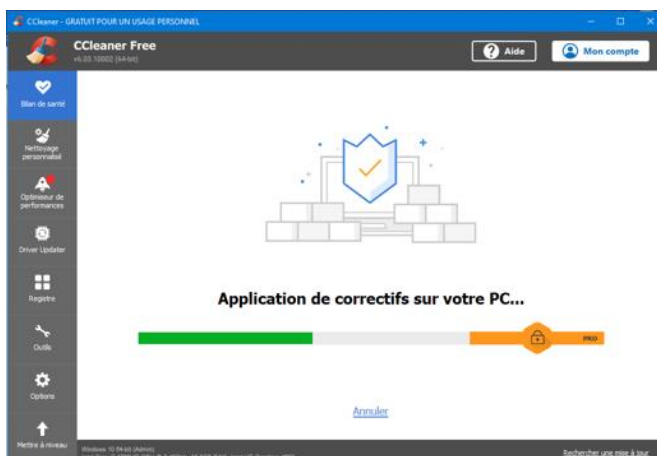 CCleaner - GRATUIT POUR UN USAGE PERSONNEL
CCleaner Free
Aide
Mon compte
Bilan de santé
Nettoyage
personnalisé
Optimiseur de
performances
Driver Updater
Registre
Outils
Options
Mettre à niveau
Application de correctifs sur votre PC...
PRO
Annuler
Windows 10 64-bit (Admin)
Rechercher une mise à jour